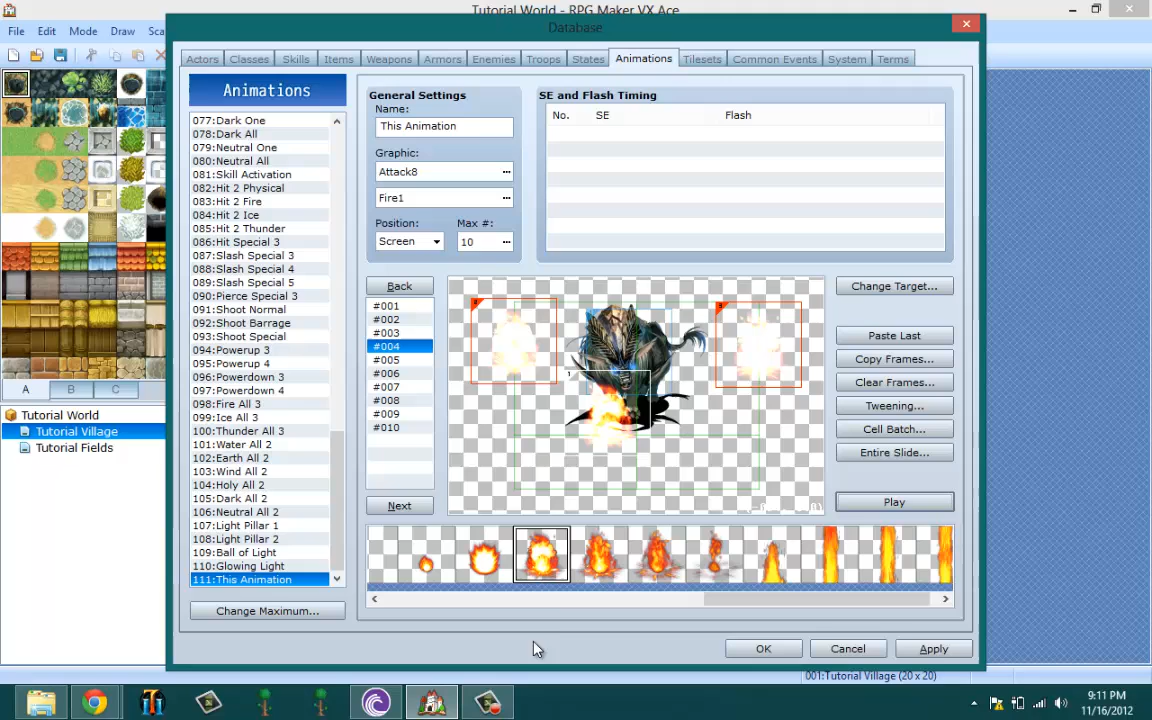 Tutorial World - RPG Maker VX Ace
File Edit Mode Draw Sca
Database
Actors Classes Skills Items Weapons Armors Enemies Troops States Animations Tilesets Common Events System Terms
Animations
077:Dark One
078:Dark All
079:Neutral One
080:Neutral All
081:Skill Activation
082:Hit 2 Physical
083:Hit 2 Fire
084:Hit 2 Ice
085:Hit 2 Thunder
086:Hit Special 3
087:Slash Special 3
088:Slash Special 4
089:Slash Special 5
090:Pierce Special 3
091:Shoot Normal
092:Shoot Barrage
093:Shoot Special
094:Powerup 3
095:Powerup 4
096:Powerdown 3
097:Powerdown 4
098:Fire All 3
099:Ice All 3
100:Thunder All 3
101:Water All 2
102:Earth All 2
103:Wind All 2
104:Holy All 2
105:Dark All 2
106:Neutral All 2
107:Light Pillar 1
108:Light Pillar 2
109:Ball of Light
110:Glowing Light
111:This Animation
Change Maximum...
General Settings
Name:
This Animation
Graphic:
Attack8 ...
Fire1 ...
Position: Max #:
Screen 10 ...
SE and Flash Timing
No. SE Flash
Back
#001
#002
#003
#004
#005
#006
#007
#008
#009
#010
Next
1
Change Target...
Paste Last
Copy Frames...
Clear Frames...
Tweening...
Cell Batch...
Entire Slide...
Play
OK Cancel Apply
A B C
Tutorial World
Tutorial Village
Tutorial Fields
001:Tutorial Village (20 x 20)
9:11 PM
11/16/2012